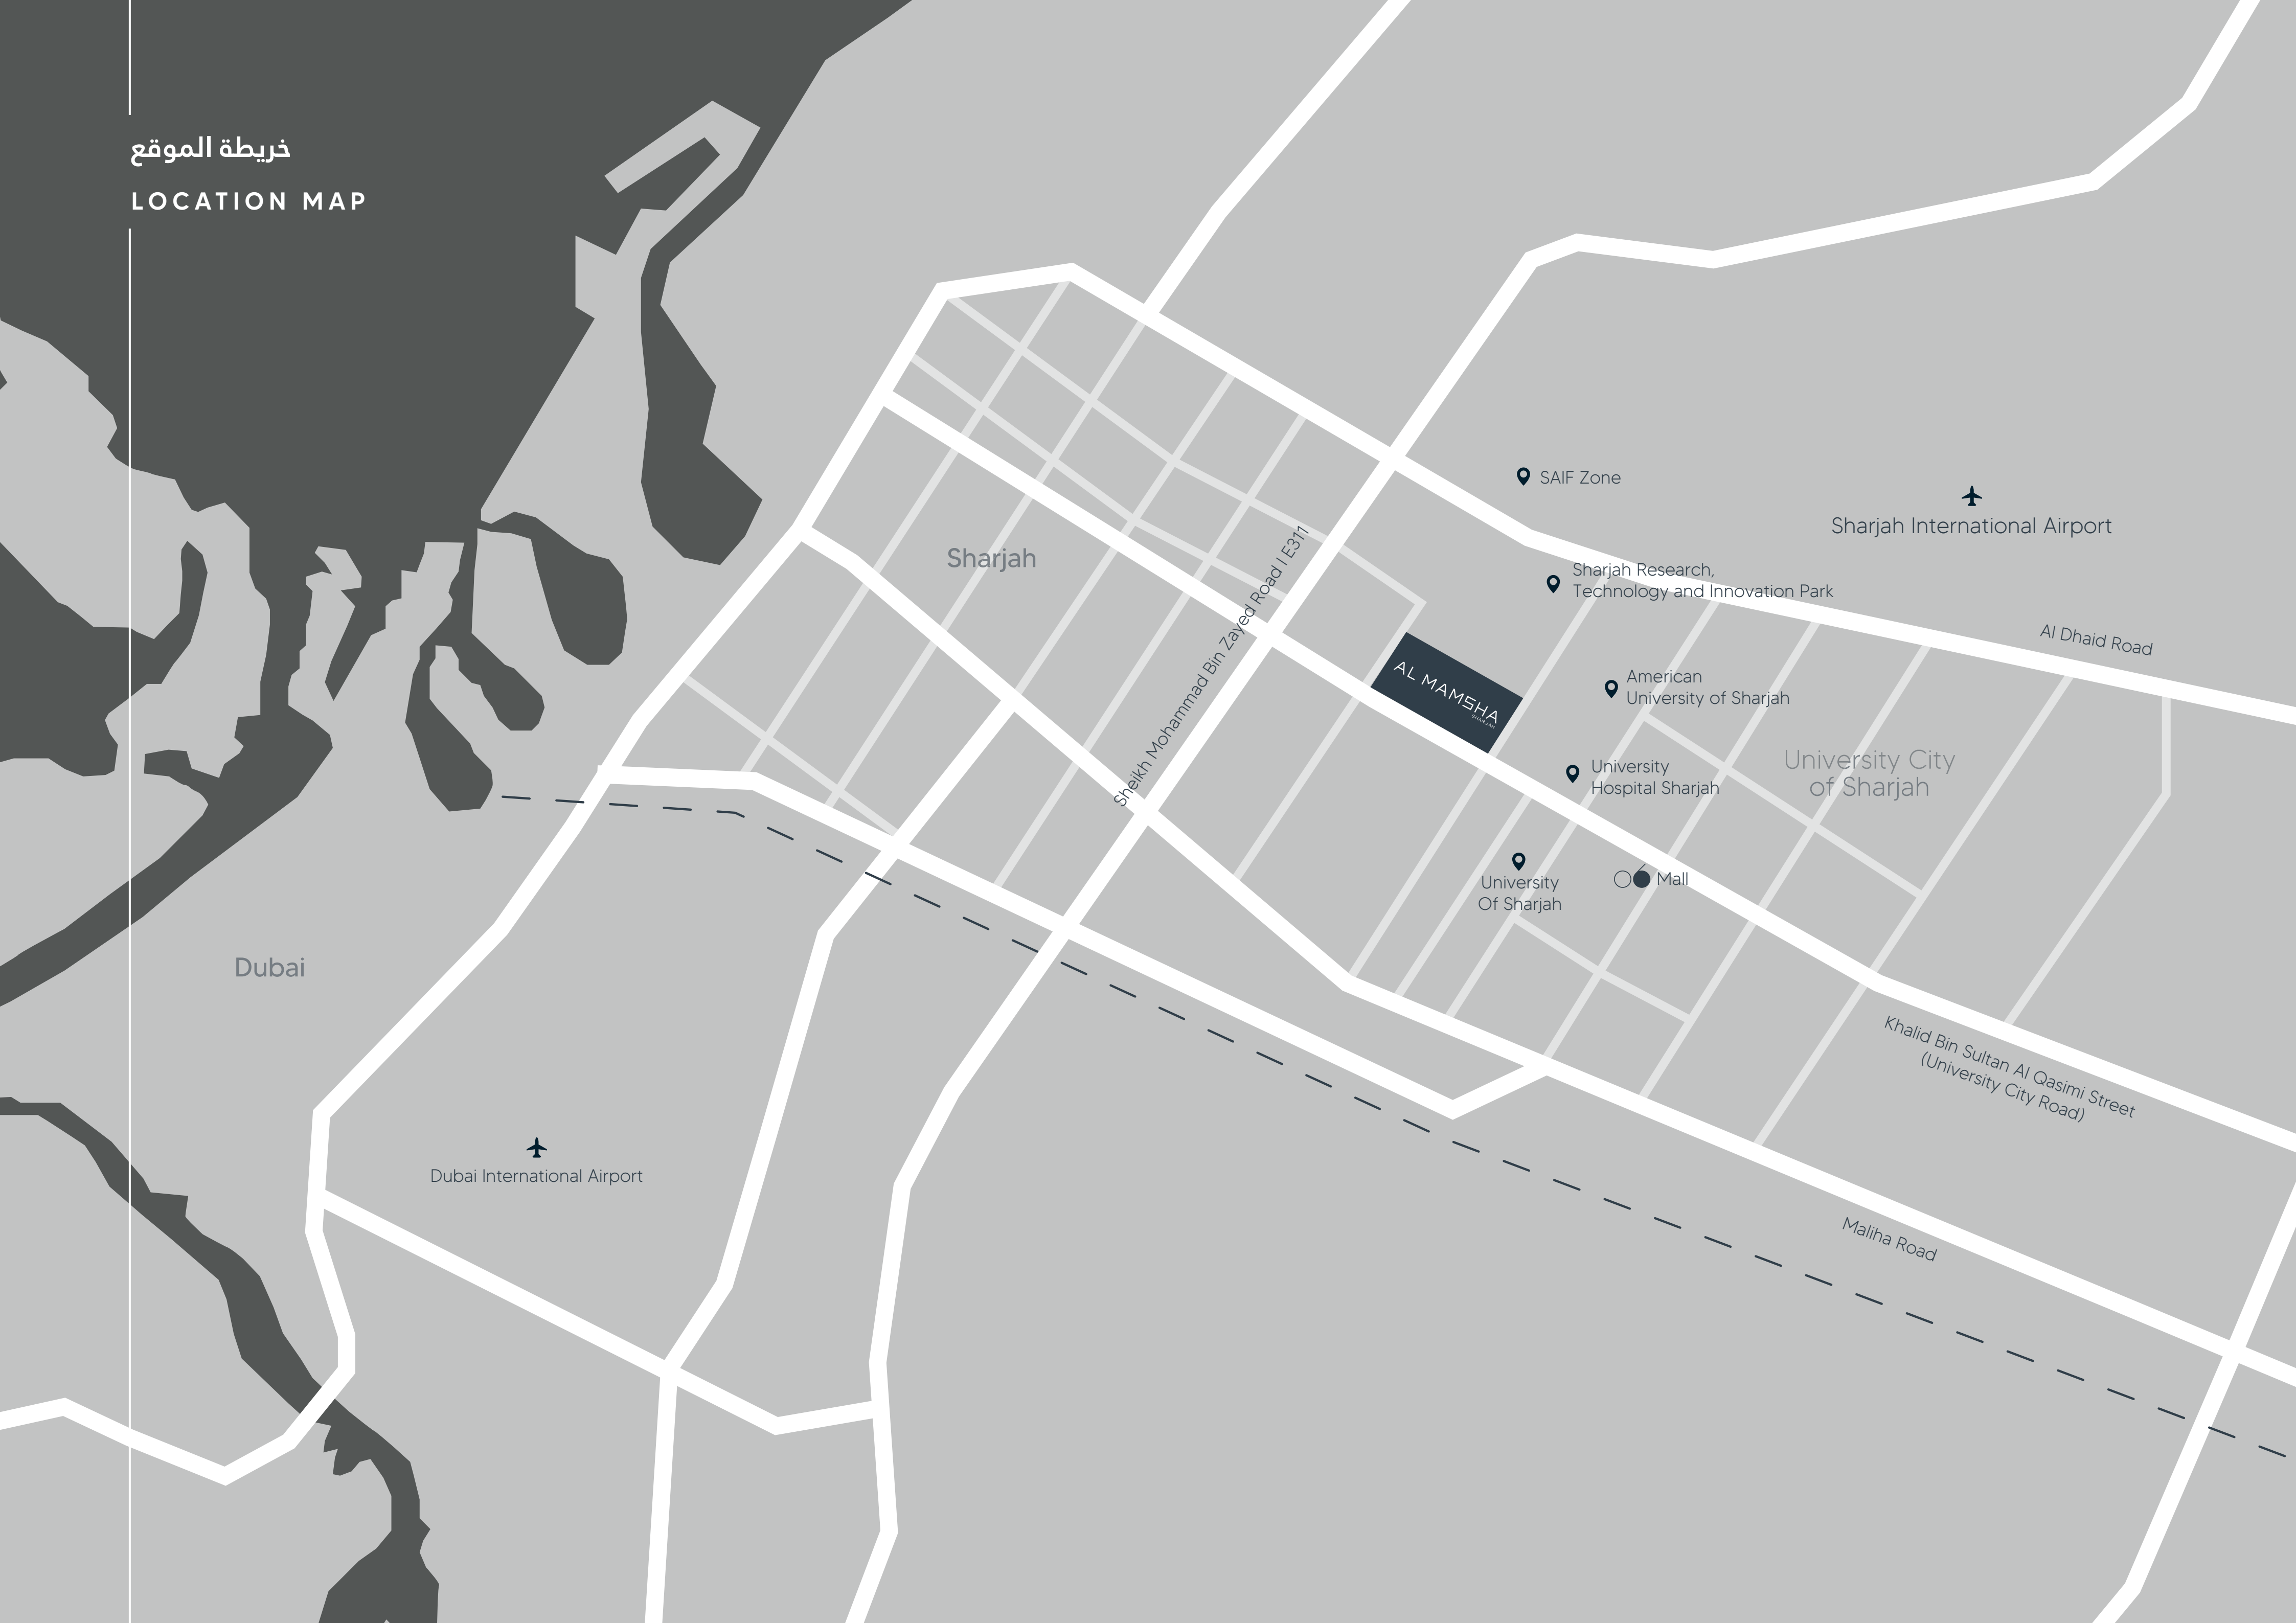 خريطة الموقع
LOCATION MAP
SAIF Zone
Sharjah International Airport
Sharjah
Sheikh Mohammad Bin Zayed Road I E311
Sharjah Research,
Technology and Innovation Park
Al Dhaid Road
AL MAMSHA
SHARJAH
American
University of Sharjah
University City
of Sharjah
University
Hospital Sharjah
University
Of Sharjah
Mall
Dubai
Khalid Bin Sultan Al Qasimi Street
(University City Road)
Dubai International Airport
Maliha Road